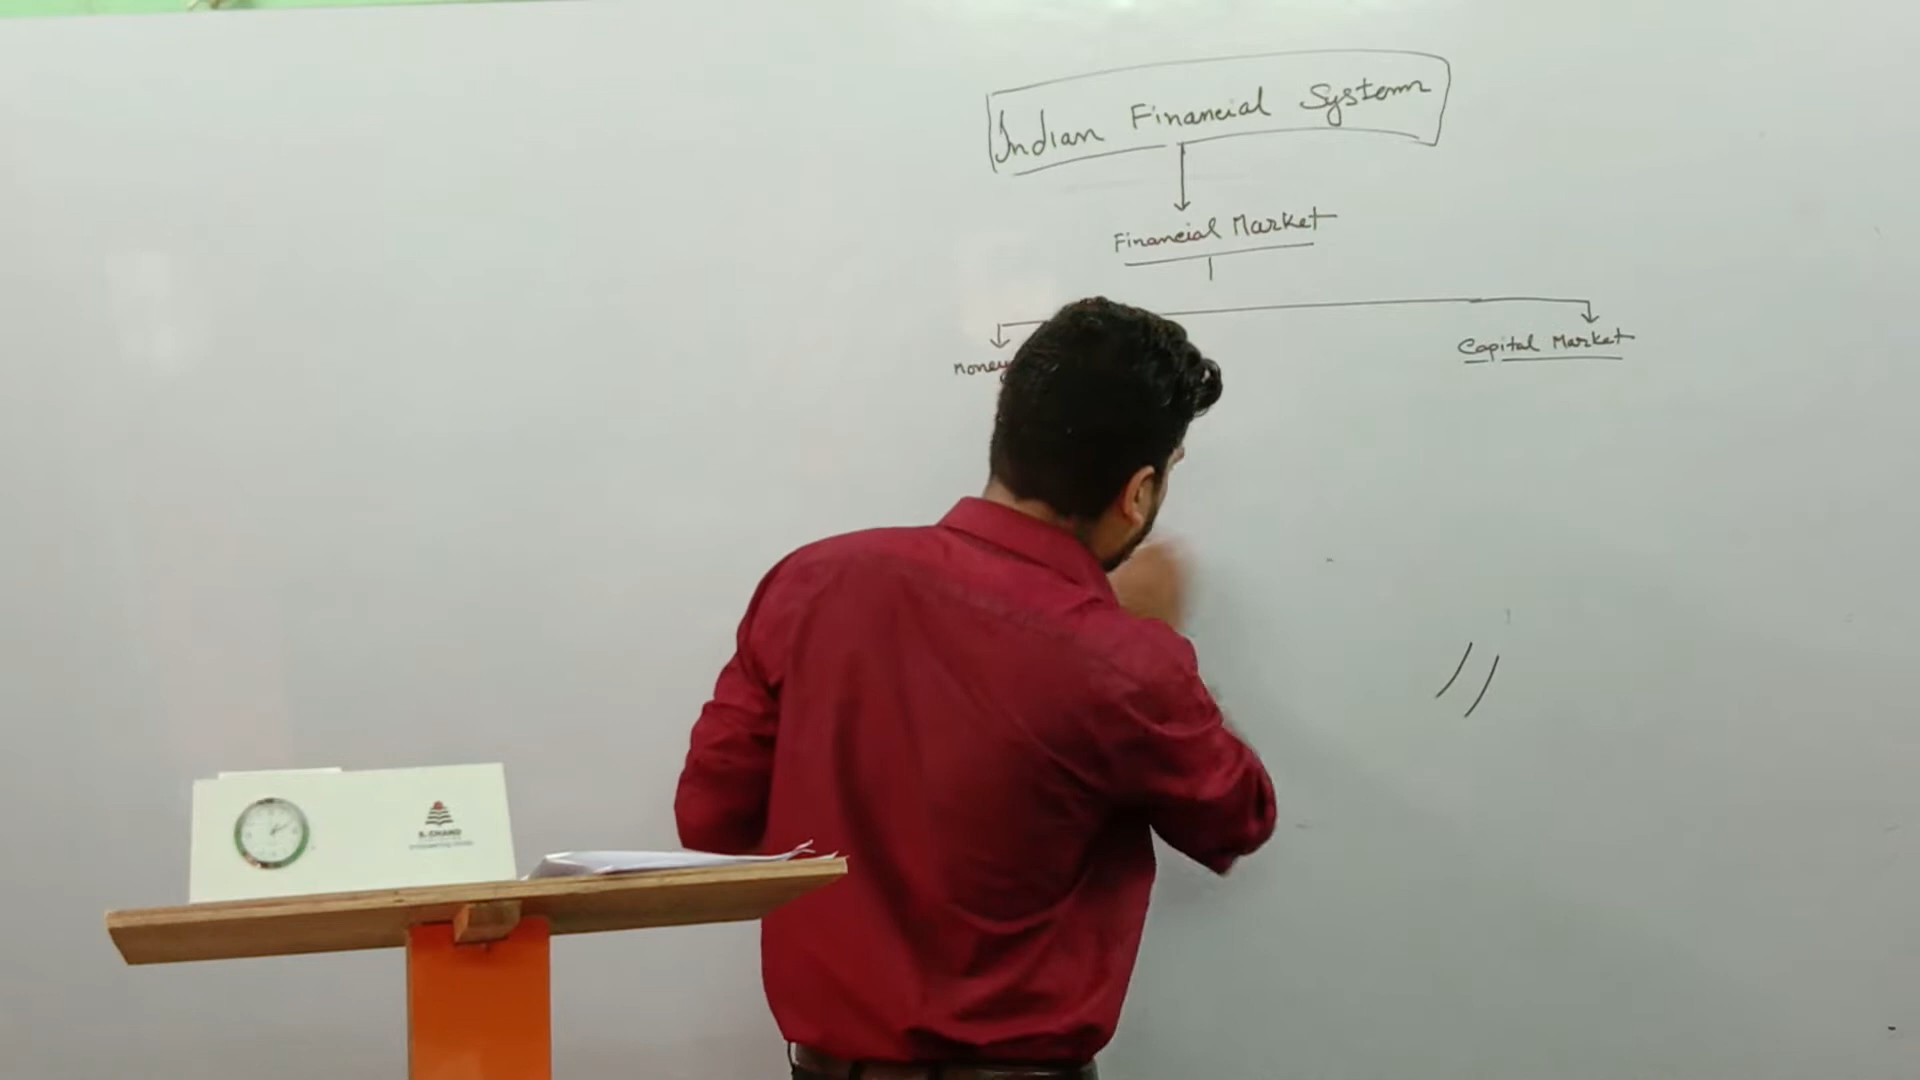 Indian Financial System
Financial Market
Money
Capital Market
S. CHAND